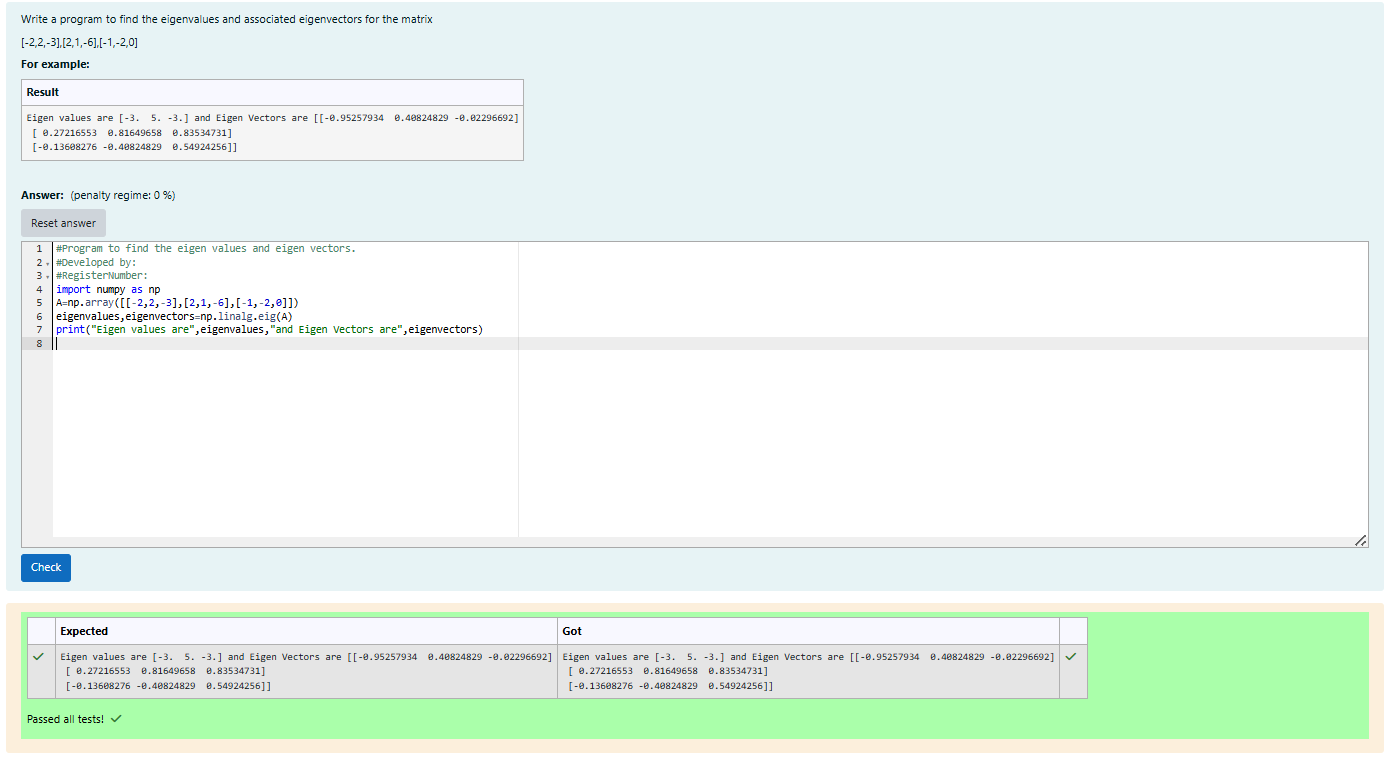 Write a program to find the eigenvalues and associated eigenvectors for the matrix
[-2,2,-3],[2,1,-6],[-1,-2,0]
For example:
Result
Eigen values are [-3.  5. -3.] and Eigen Vectors are [[-0.95257934  0.40824829 -0.02296692]
[ 0.27216553  0.81649658  0.83534731]
[-0.13608276 -0.40824829  0.54924256]]
Answer: (penalty regime: 0 %)
Reset answer
1 #Program to find the eigen values and eigen vectors.
2 #Developed by:
3 #RegisterNumber:
4 import numpy as np
5 A=np.array([[-2,2,-3],[2,1,-6],[-1,-2,0]])
6 eigenvalues,eigenvectors=np.linalg.eig(A)
7 print("Eigen values are",eigenvalues,"and Eigen Vectors are",eigenvectors)
8
Check
Expected Got
Eigen values are [-3.  5. -3.] and Eigen Vectors are [[-0.95257934  0.40824829 -0.02296692] Eigen values are [-3.  5. -3.] and Eigen Vectors are [[-0.95257934  0.40824829 -0.02296692]
[ 0.27216553  0.81649658  0.83534731] [ 0.27216553  0.81649658  0.83534731]
[-0.13608276 -0.40824829  0.54924256]] [-0.13608276 -0.40824829  0.54924256]]
Passed all tests! ✓